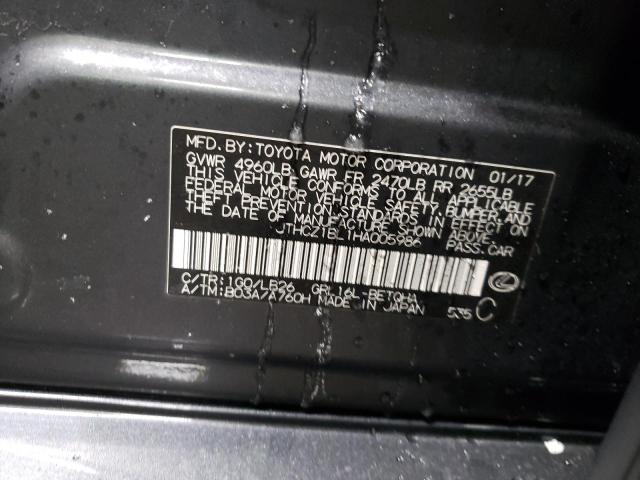 MFD. BY: TOYOTA MOTOR CORPORATION 01/17
GVWR 4960LB GAWR FR 2470LB RR 2655LB
THIS VEHICLE CONFORMS TO ALL APPLICABLE
FEDERAL MOTOR VEHICLE SAFETY, BUMPER, AND
THEFT PREVENTION STANDARDS IN EFFECT ON
THE DATE OF MANUFACTURE SHOWN ABOVE.
JTHCZ1BL1HA005986 PASS. CAR
C/TR: 1G0/LB26 GRL16L-BETQHA
A/TM: B03A/A760H MADE IN JAPAN 535 C